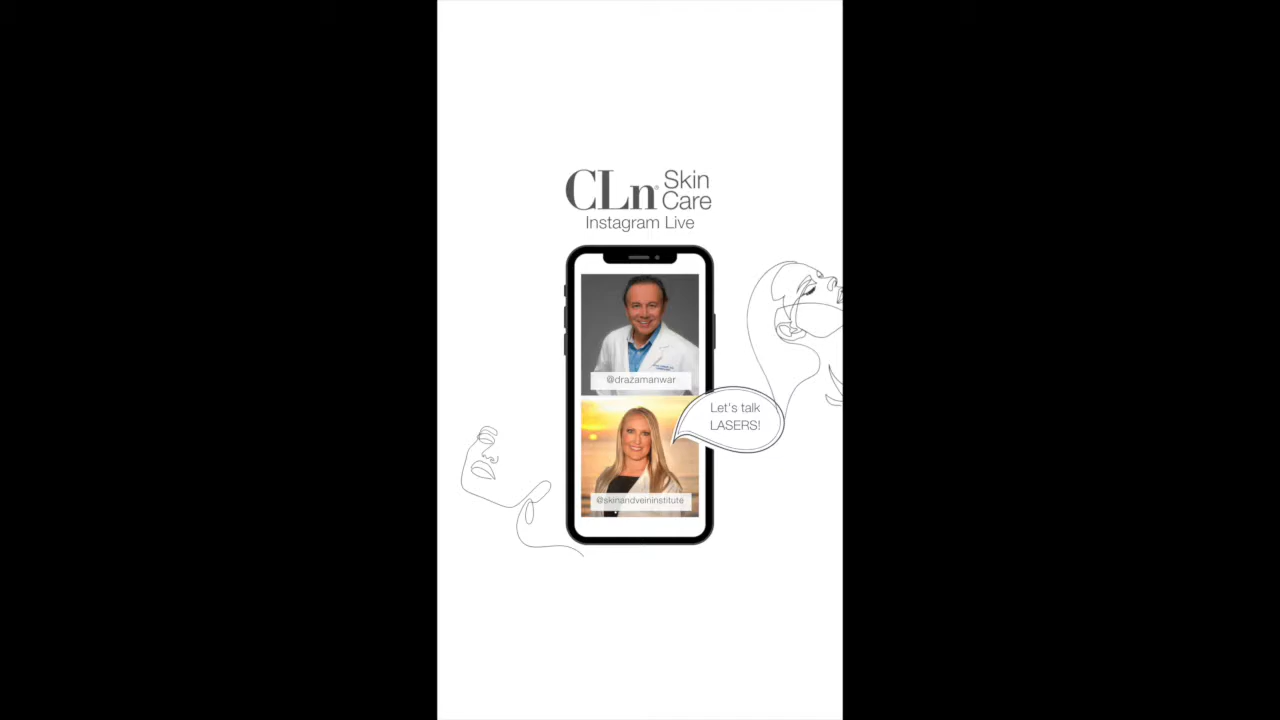 CLn® Skin
Care
Instagram Live
@drazamanwar
Let's talk
LASERS!
@skinandveininstitute